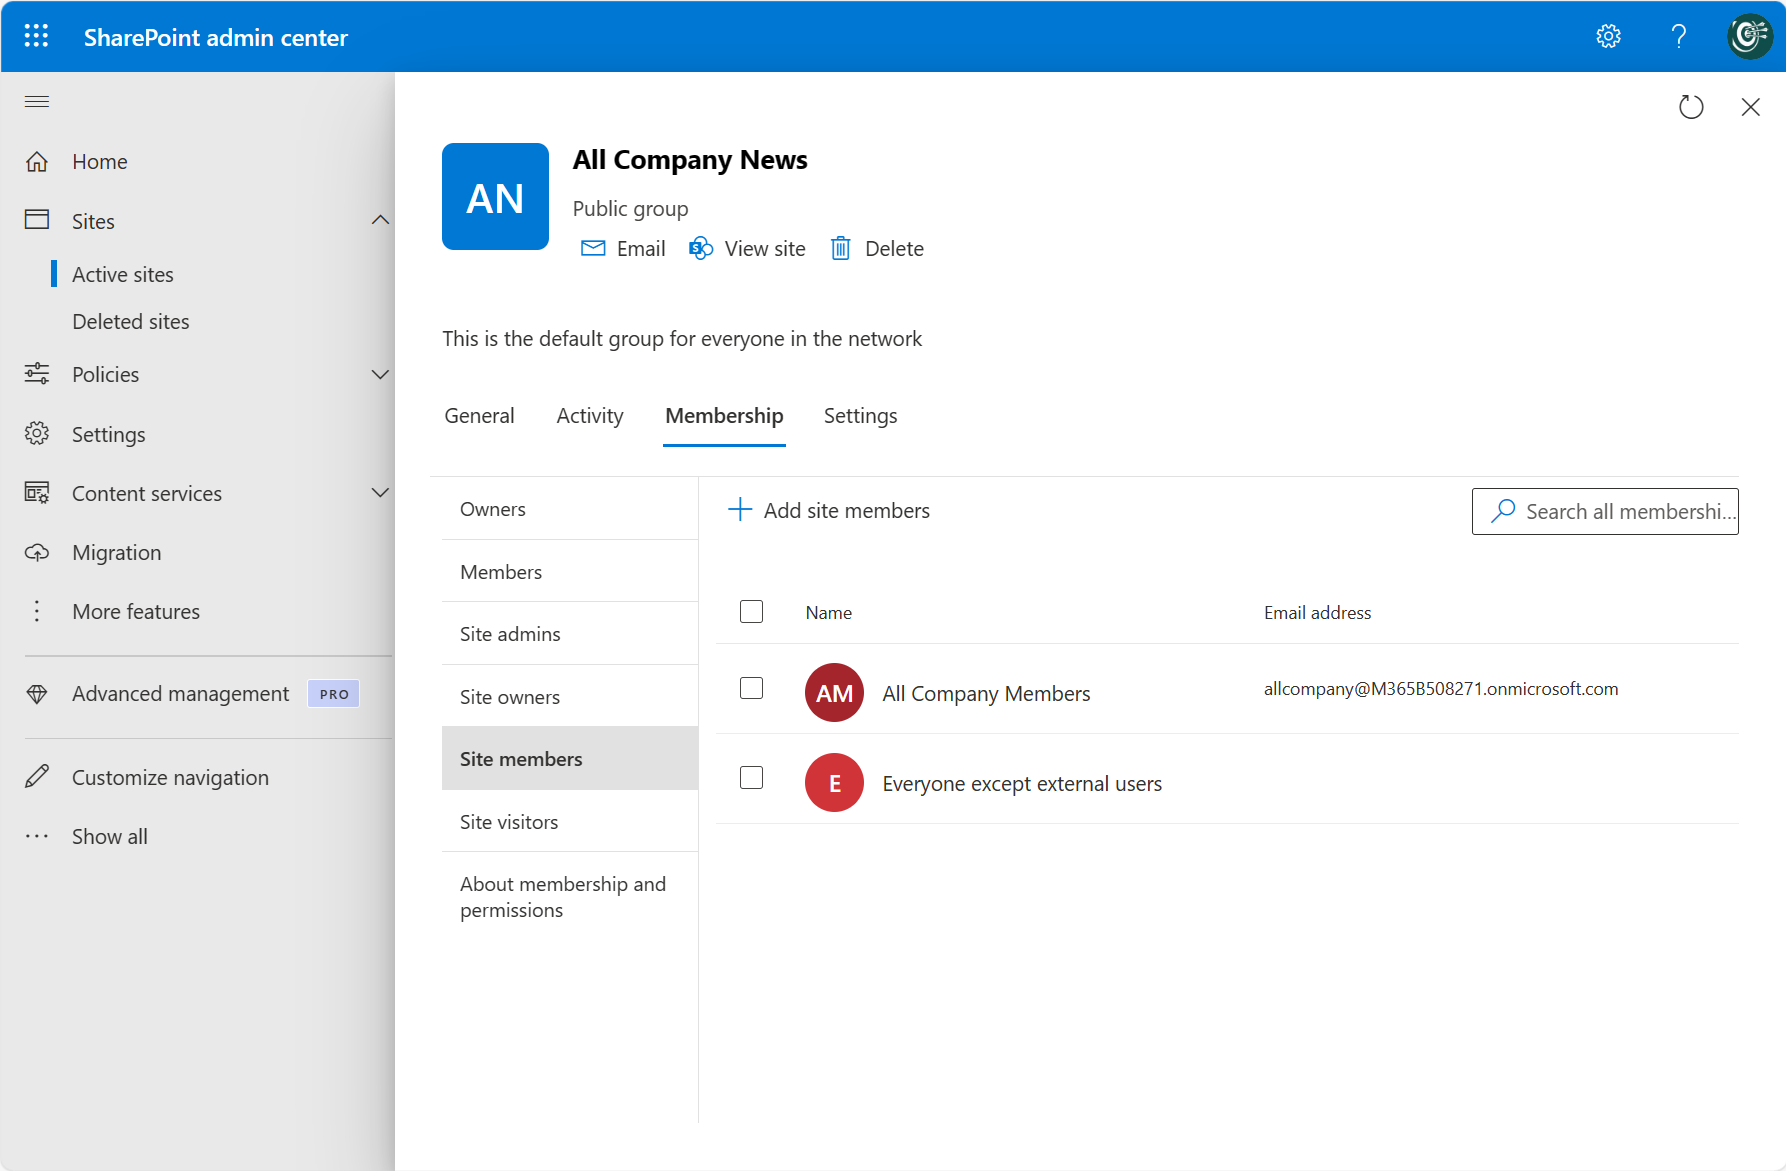 SharePoint admin center
Home
Sites
Active sites
Deleted sites
Policies
Settings
Content services
Migration
More features
Advanced management PRO
Customize navigation
Show all
AN
All Company News
Public group
Email View site Delete
This is the default group for everyone in the network
General Activity Membership Settings
Owners
Members
Site admins
Site owners
Site members
Site visitors
About membership and
permissions
Add site members
Search all membershi...
Name Email address
AM All Company Members allcompany@M365B508271.onmicrosoft.com
E Everyone except external users